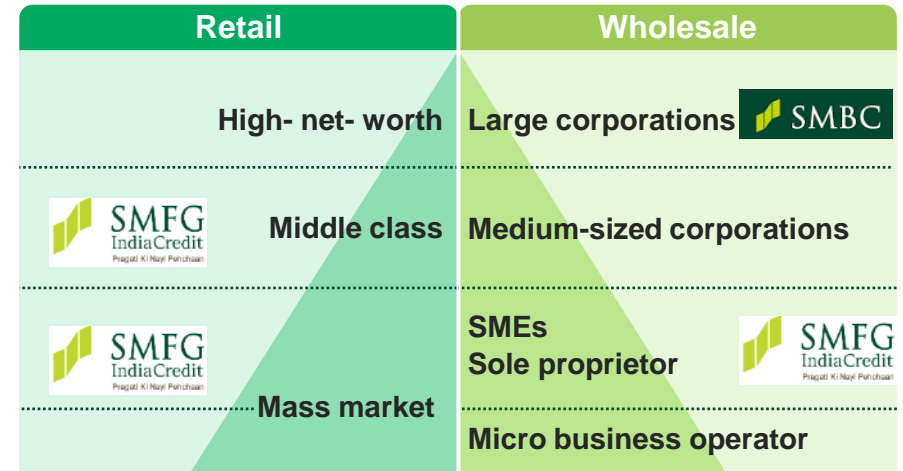 Retail
Wholesale
High- net- worth
Large corporations
SMBC
SMFG
IndiaCredit
Pragati Ki Nayi Pehchaan
Middle class
Medium-sized corporations
SMFG
IndiaCredit
Pragati Ki Nayi Pehchaan
SMEs
Sole proprietor
SMFG
IndiaCredit
Pragati Ki Nayi Pehchaan
Mass market
Micro business operator